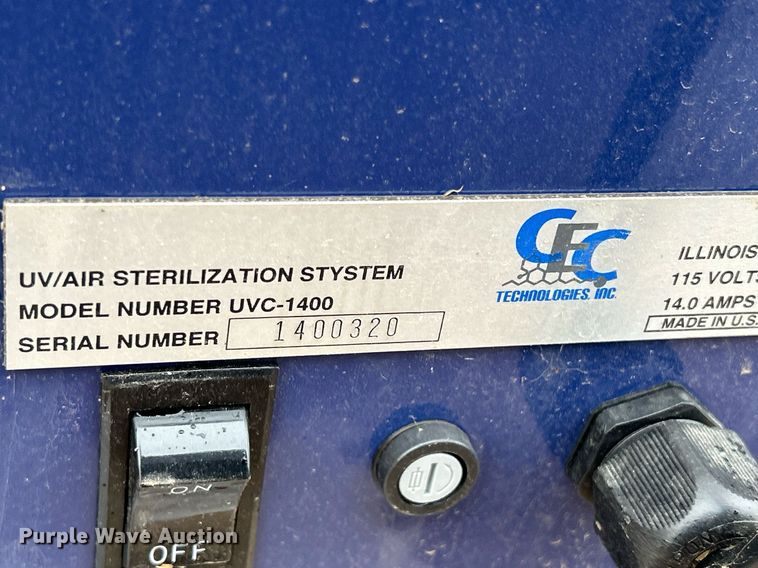 UV/AIR STERILIZATION STYSTEM
MODEL NUMBER UVC-1400
SERIAL NUMBER 1400320
CEC
TECHNOLOGIES, INC.
ILLINOIS
115 VOLTS
14.0 AMPS
MADE IN U.S.
ON
OFF
Purple Wave Auction